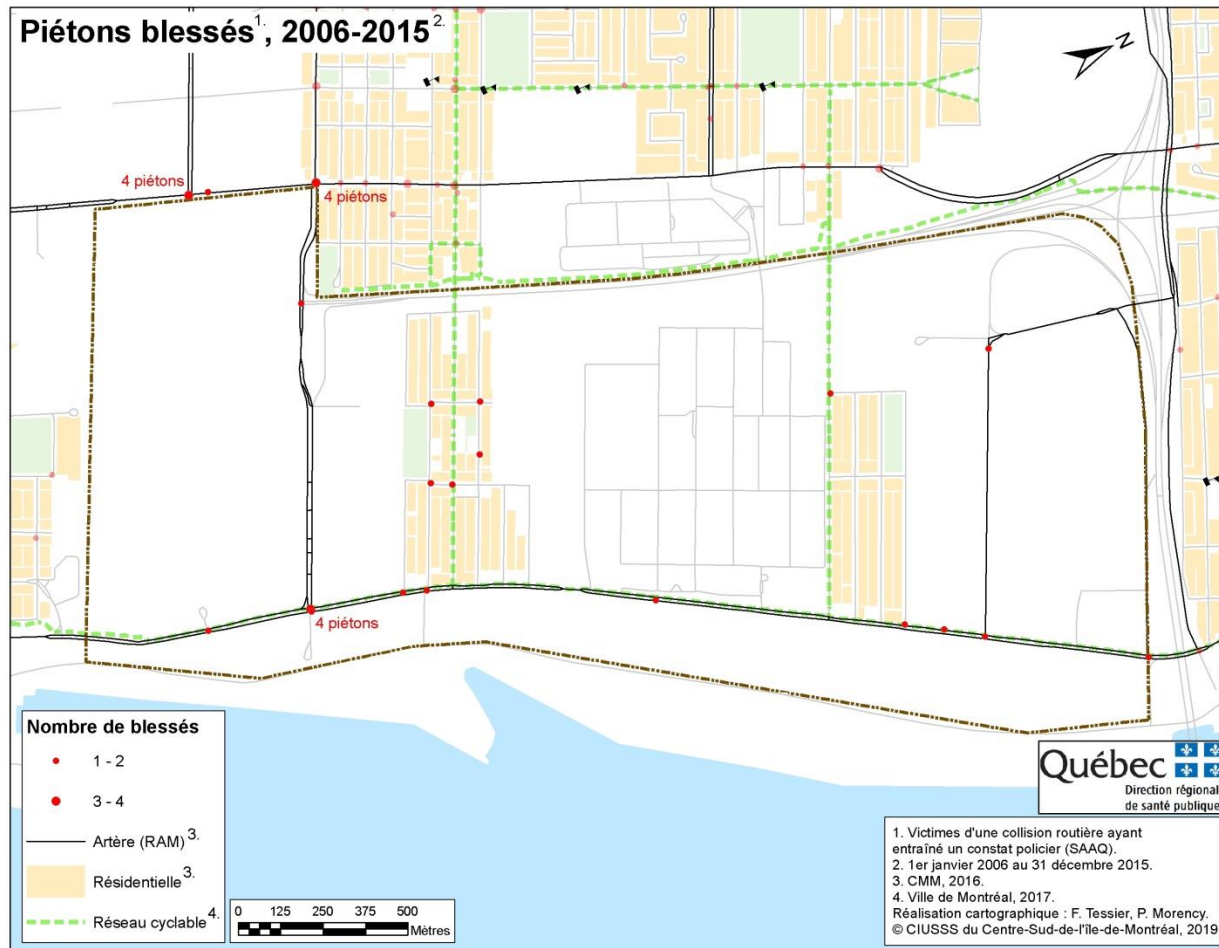 Piétons blessés 1., 2006-2015 2.
N
4 piétons
4 piétons
4 piétons
Nombre de blessés
1 - 2
3 - 4
Artère (RAM) 3.
Résidentielle 3.
Réseau cyclable 4.
0 125 250 375 500
Mètres
Québec
Direction régional
de santé publique
1. Victimes d'une collision routière ayant
entraîné un constat policier (SAAQ).
2. 1er janvier 2006 au 31 décembre 2015.
3. CMM, 2016.
4. Ville de Montréal, 2017.
Réalisation cartographique : F. Tessier, P. Morency.
© CIUSSS du Centre-Sud-de-l'île-de-Montréal, 2019